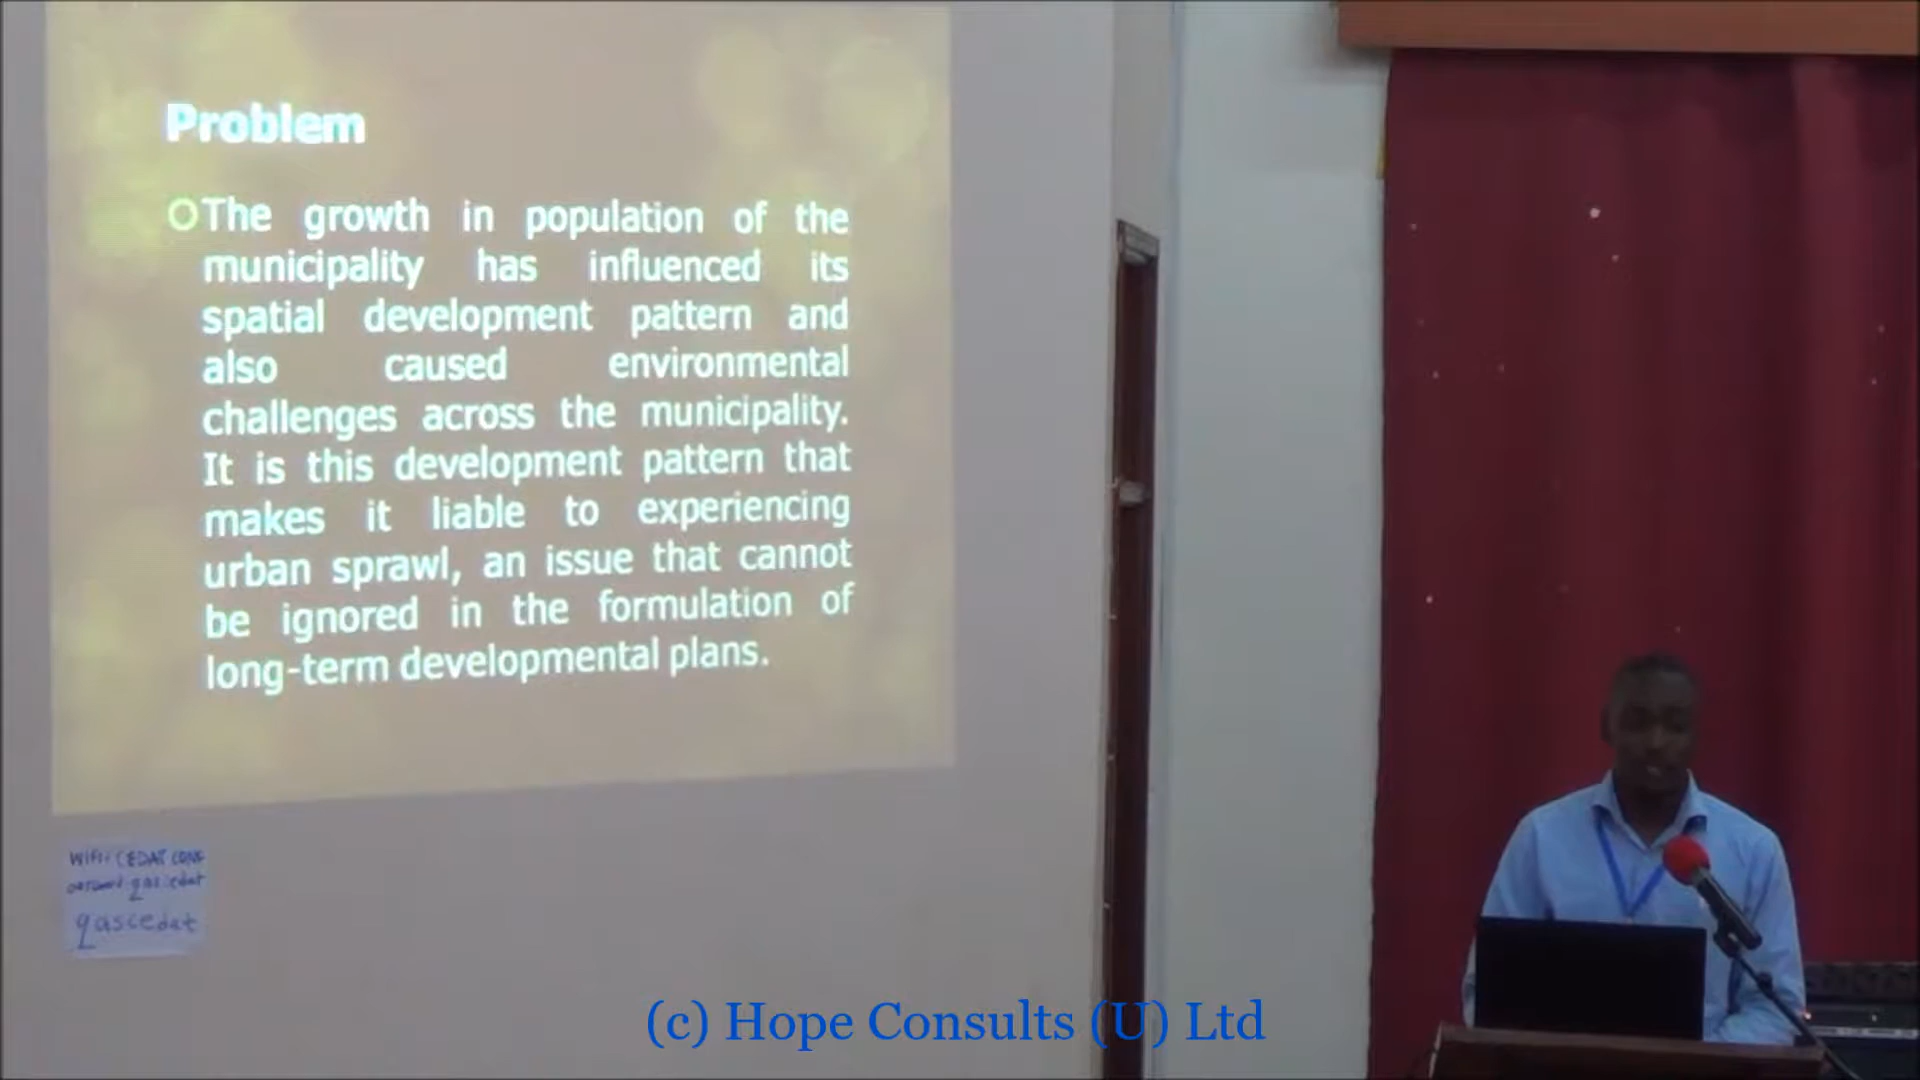 Problem
The growth in population of the
municipality has influenced its
spatial development pattern and
also caused environmental
challenges across the municipality.
It is this development pattern that
makes it liable to experiencing
urban sprawl, an issue that cannot
be ignored in the formulation of
long-term developmental plans.
WIFI: CEDAT CONF
qascedat
qascedat
(c) Hope Consults (U) Ltd